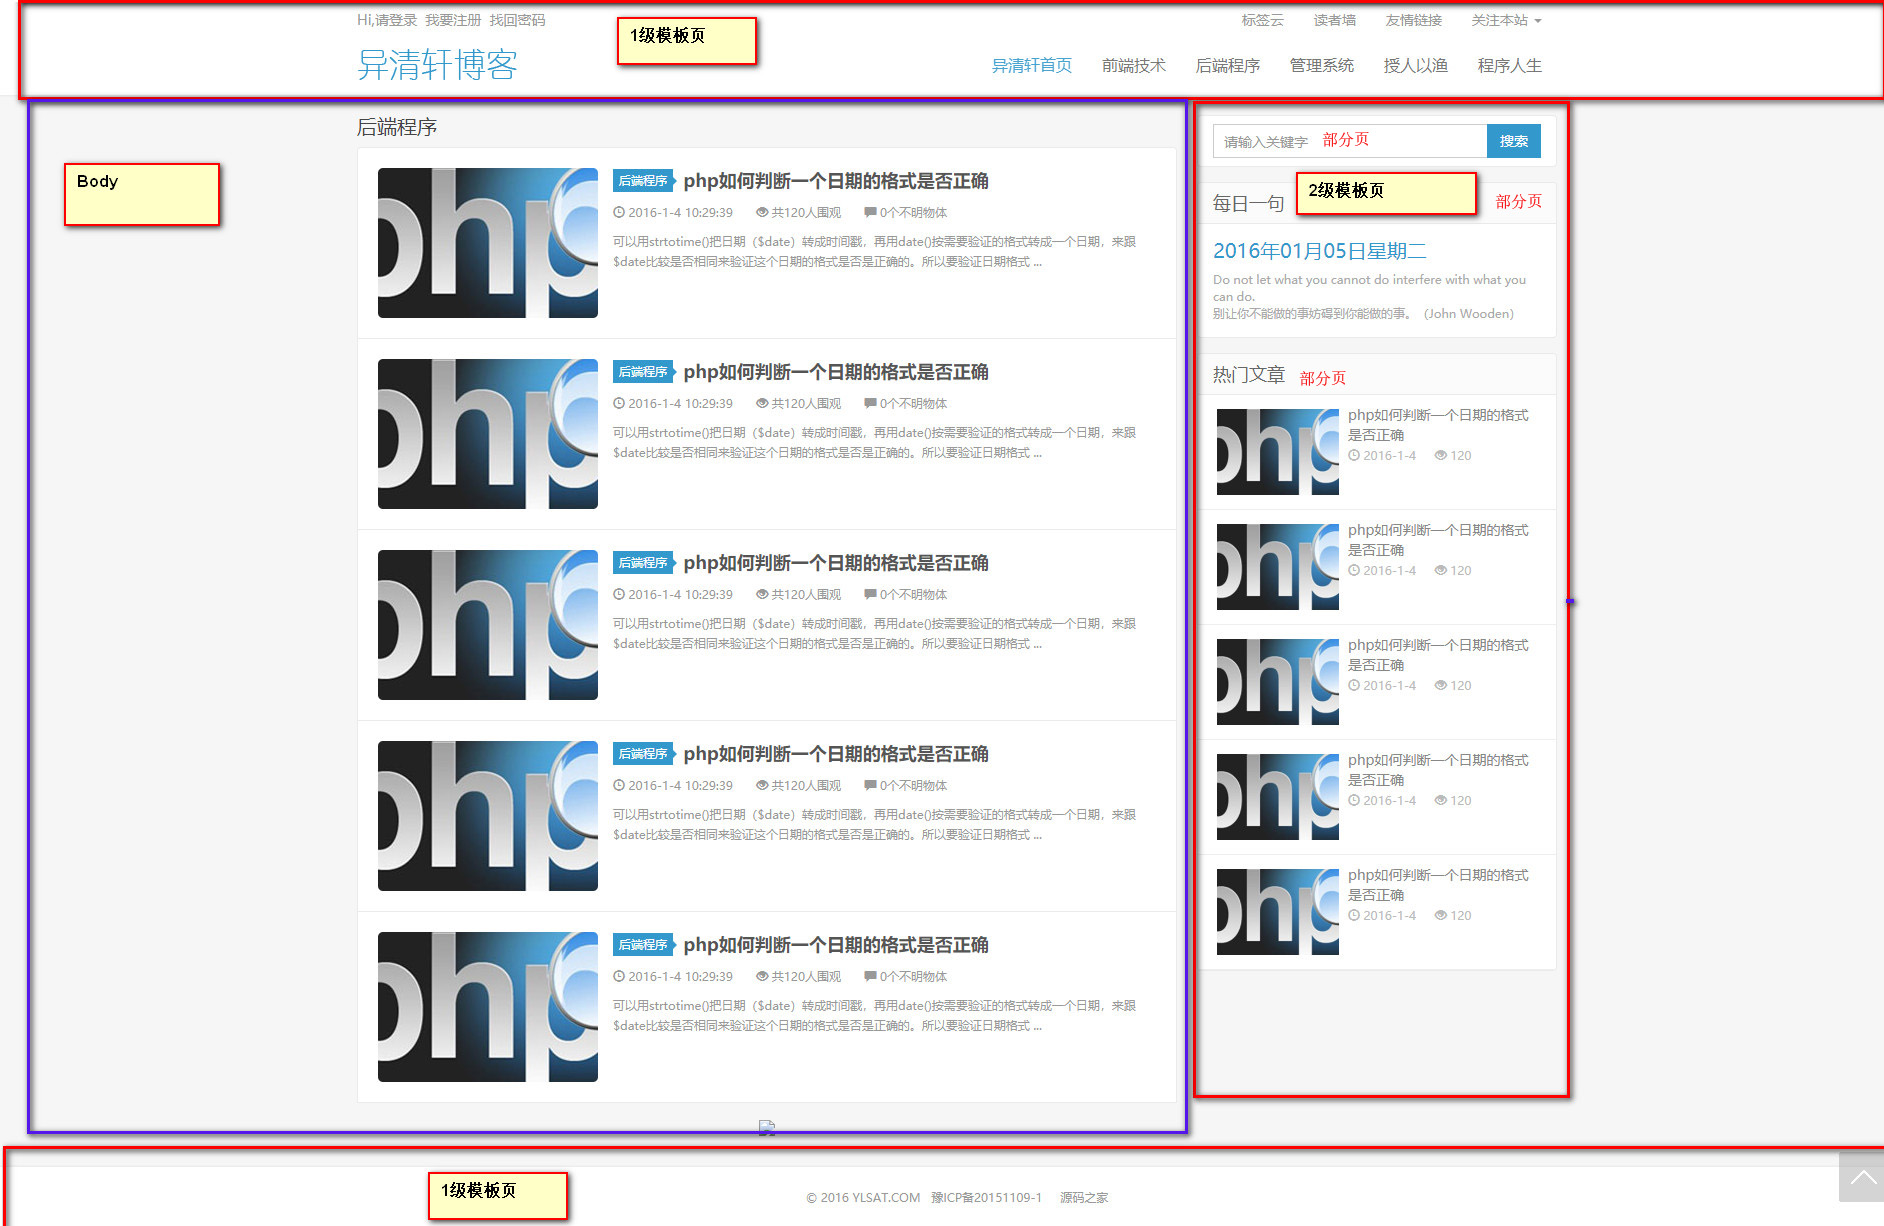 Hi,请登录 我要注册 找回密码
标签云 读者墙 友情链接 关注本站
1级模板页
异清轩博客
异清轩首页 前端技术 后端程序 管理系统 授人以渔 程序人生
Body
后端程序
后端程序 php如何判断一个日期的格式是否正确
2016-1-4 10:29:39 共120人围观 0个不明物体
可以用strtotime()把日期（$date）转成时间戳，再用date()按需要验证的格式转成一个日期，来跟
$date比较是否相同来验证这个日期的格式是否是正确的。所以要验证日期格式 ...
后端程序 php如何判断一个日期的格式是否正确
2016-1-4 10:29:39 共120人围观 0个不明物体
可以用strtotime()把日期（$date）转成时间戳，再用date()按需要验证的格式转成一个日期，来跟
$date比较是否相同来验证这个日期的格式是否是正确的。所以要验证日期格式 ...
后端程序 php如何判断一个日期的格式是否正确
2016-1-4 10:29:39 共120人围观 0个不明物体
可以用strtotime()把日期（$date）转成时间戳，再用date()按需要验证的格式转成一个日期，来跟
$date比较是否相同来验证这个日期的格式是否是正确的。所以要验证日期格式 ...
后端程序 php如何判断一个日期的格式是否正确
2016-1-4 10:29:39 共120人围观 0个不明物体
可以用strtotime()把日期（$date）转成时间戳，再用date()按需要验证的格式转成一个日期，来跟
$date比较是否相同来验证这个日期的格式是否是正确的。所以要验证日期格式 ...
后端程序 php如何判断一个日期的格式是否正确
2016-1-4 10:29:39 共120人围观 0个不明物体
可以用strtotime()把日期（$date）转成时间戳，再用date()按需要验证的格式转成一个日期，来跟
$date比较是否相同来验证这个日期的格式是否是正确的。所以要验证日期格式 ...
php
php
php
php
php
请输入关键字 部分页 搜索
2级模板页
每日一句 部分页
2016年01月05日星期二
Do not let what you cannot do interfere with what you
can do.
别让你不能做的事妨碍到你能做的事。（John Wooden）
热门文章 部分页
php如何判断一个日期的格式
是否正确
2016-1-4 120
php如何判断一个日期的格式
是否正确
2016-1-4 120
php如何判断一个日期的格式
是否正确
2016-1-4 120
php如何判断一个日期的格式
是否正确
2016-1-4 120
php如何判断一个日期的格式
是否正确
2016-1-4 120
php
php
php
php
php
1级模板页
© 2016 YLSAT.COM 豫ICP备20151109-1 源码之家